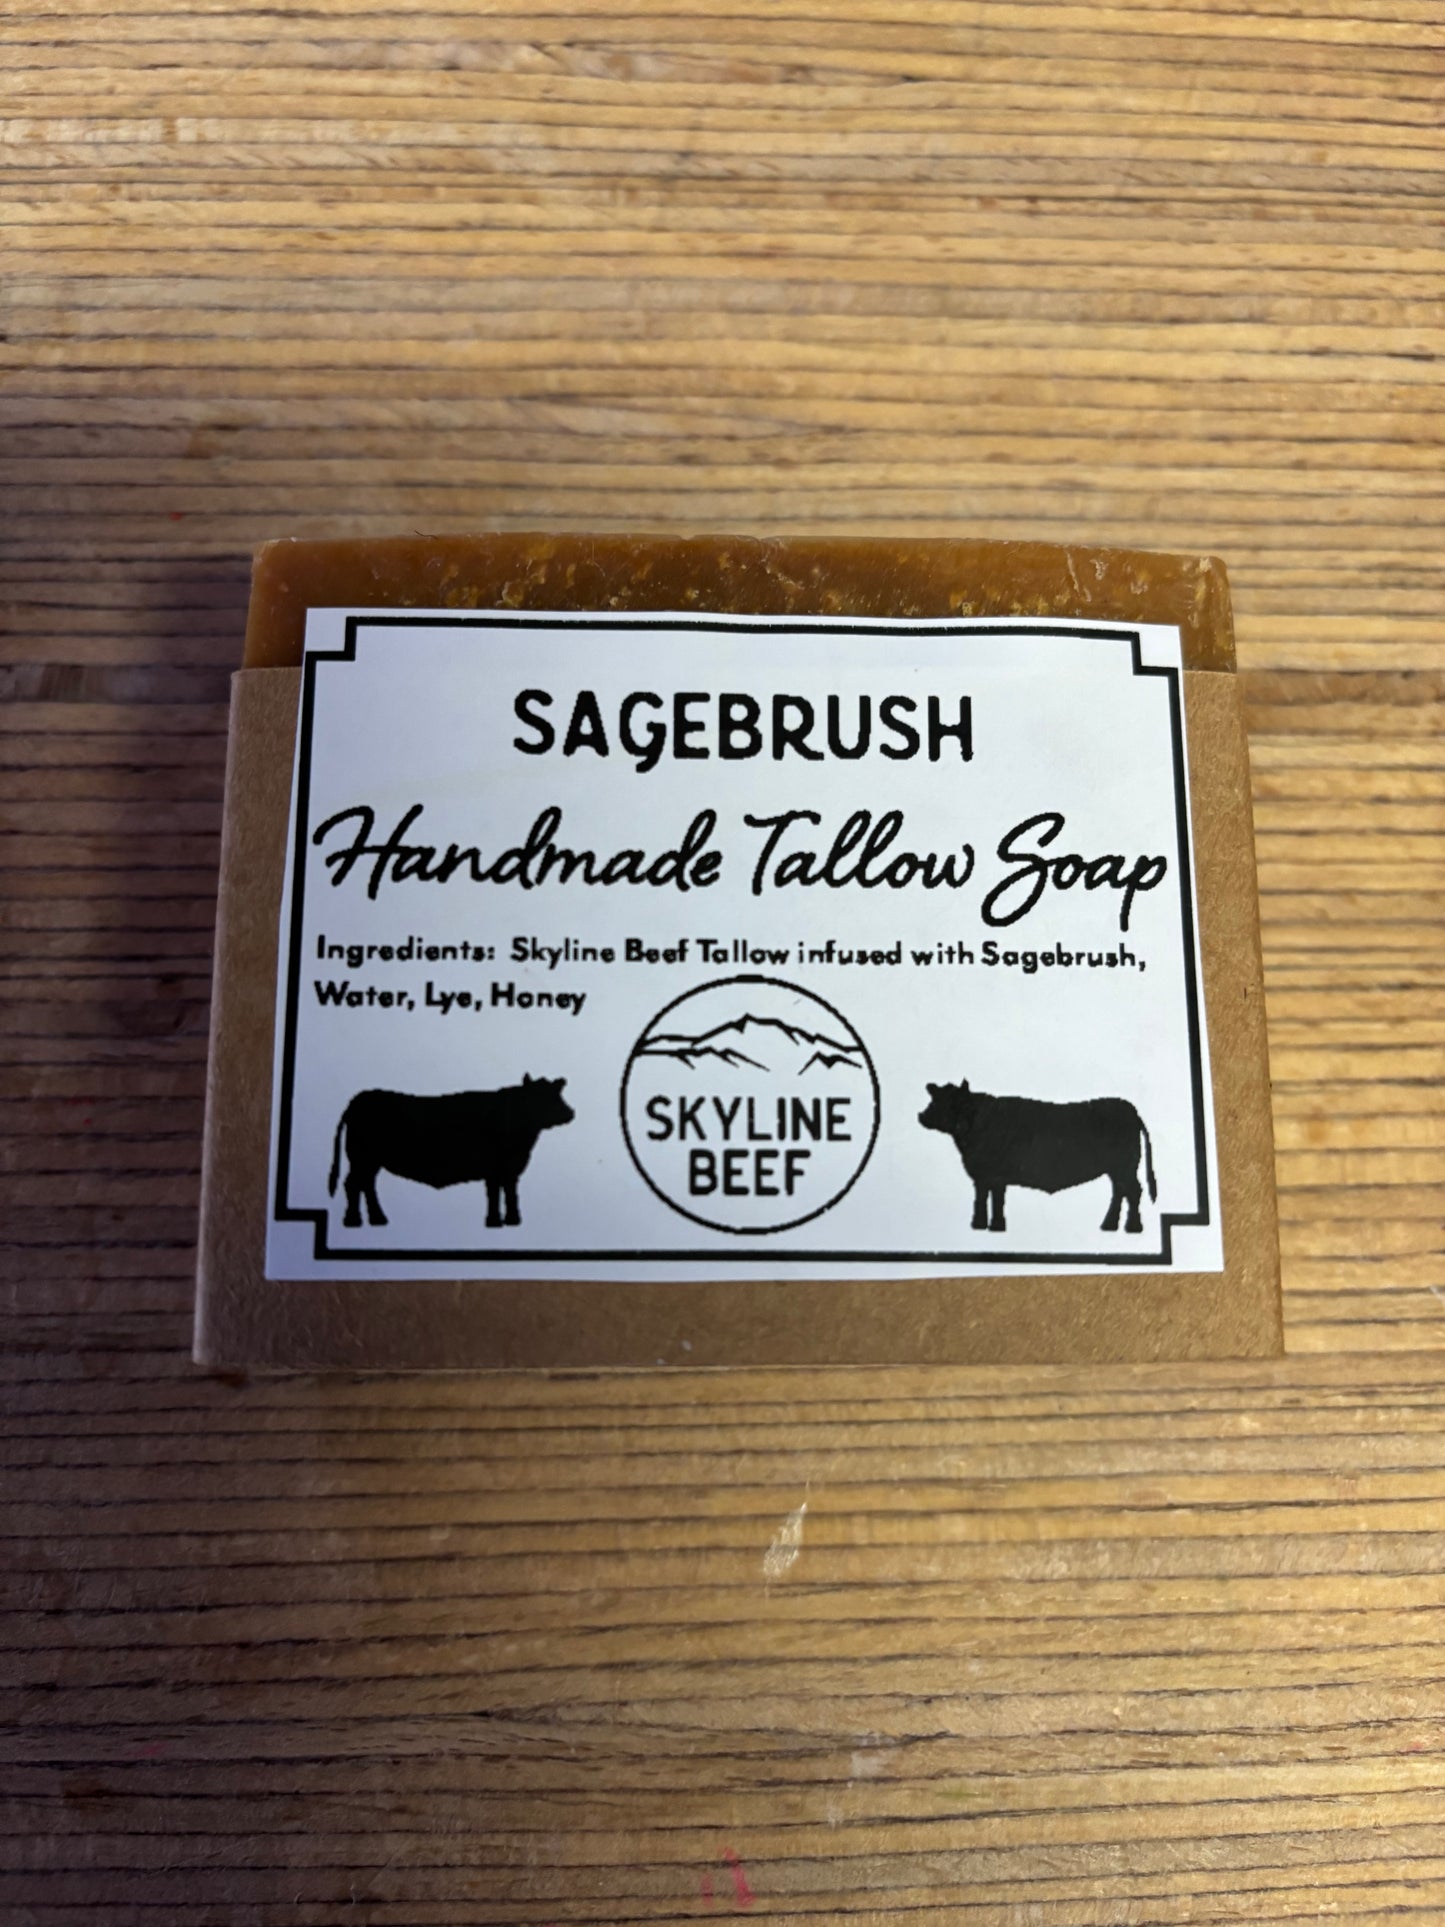 SAGEBRUSH
Handmade Tallow Soap
Ingredients: Skyline Beef Tallow infused with Sagebrush,
Water, Lye, Honey
SKYLINE
BEEF